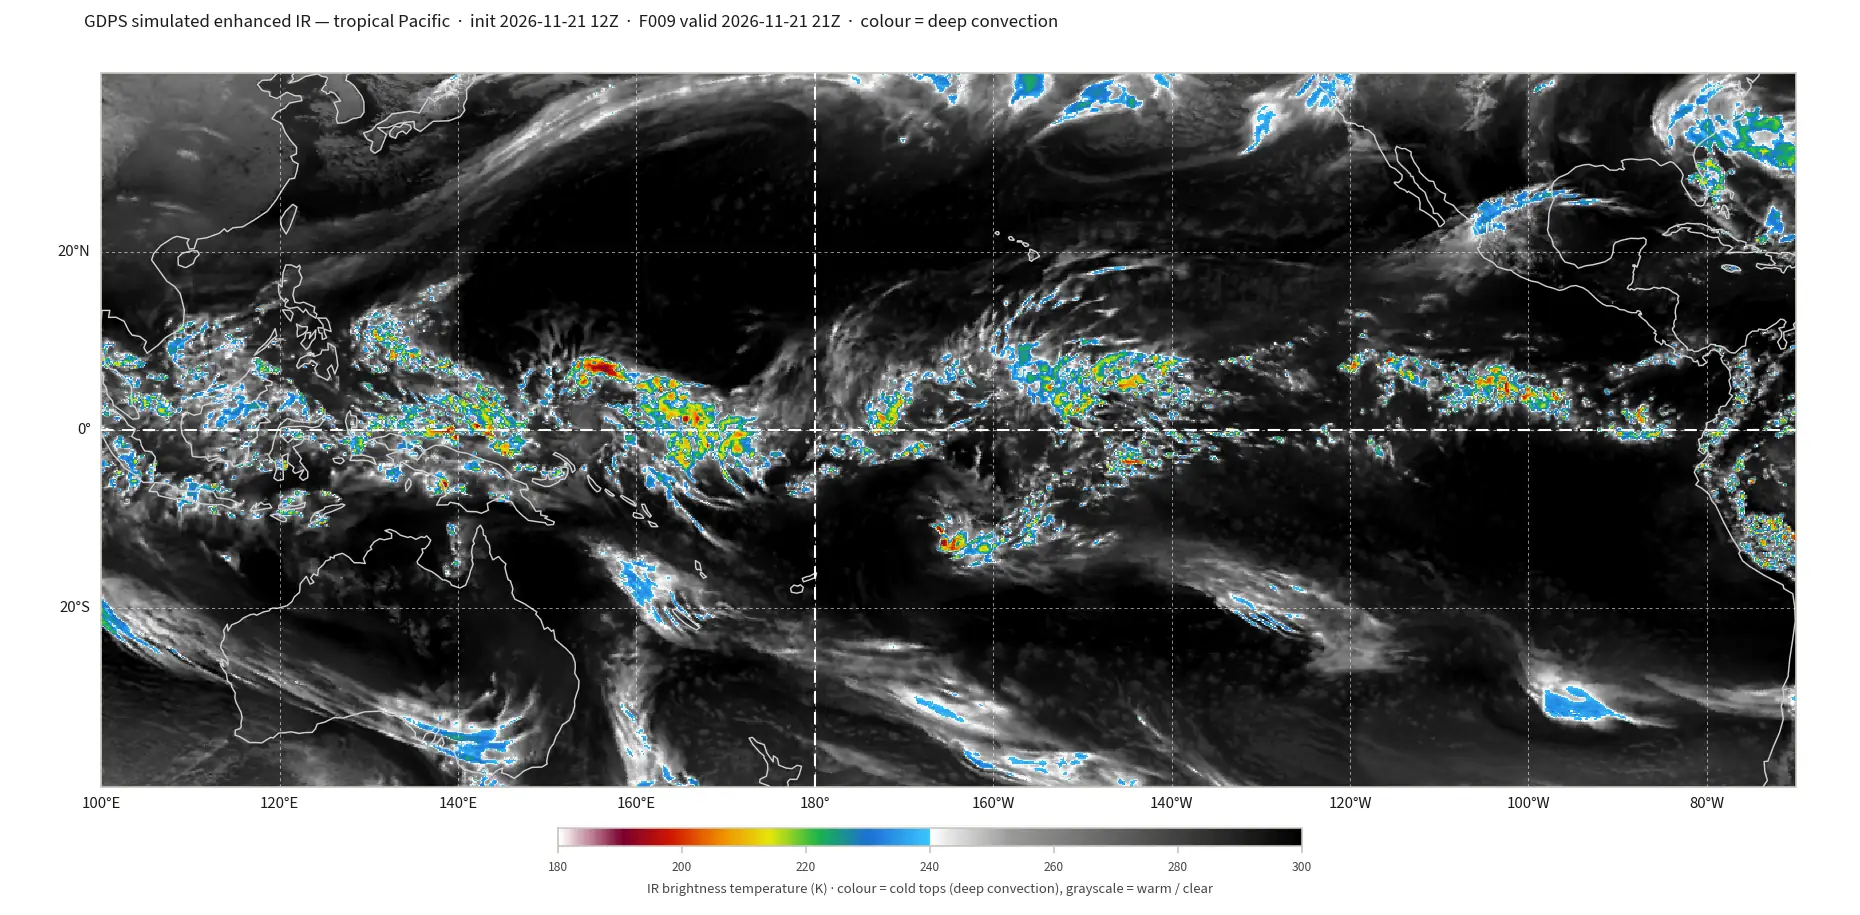 GDPS simulated enhanced IR — tropical Pacific · init 2026-11-21 12Z · F009 valid 2026-11-21 21Z · colour = deep convection
20°N
0°
20°S
100°E 120°E 140°E 160°E 180° 160°W 140°W 120°W 100°W 80°W
180 200 220 240 260 280 300
IR brightness temperature (K) · colour = cold tops (deep convection), grayscale = warm / clear